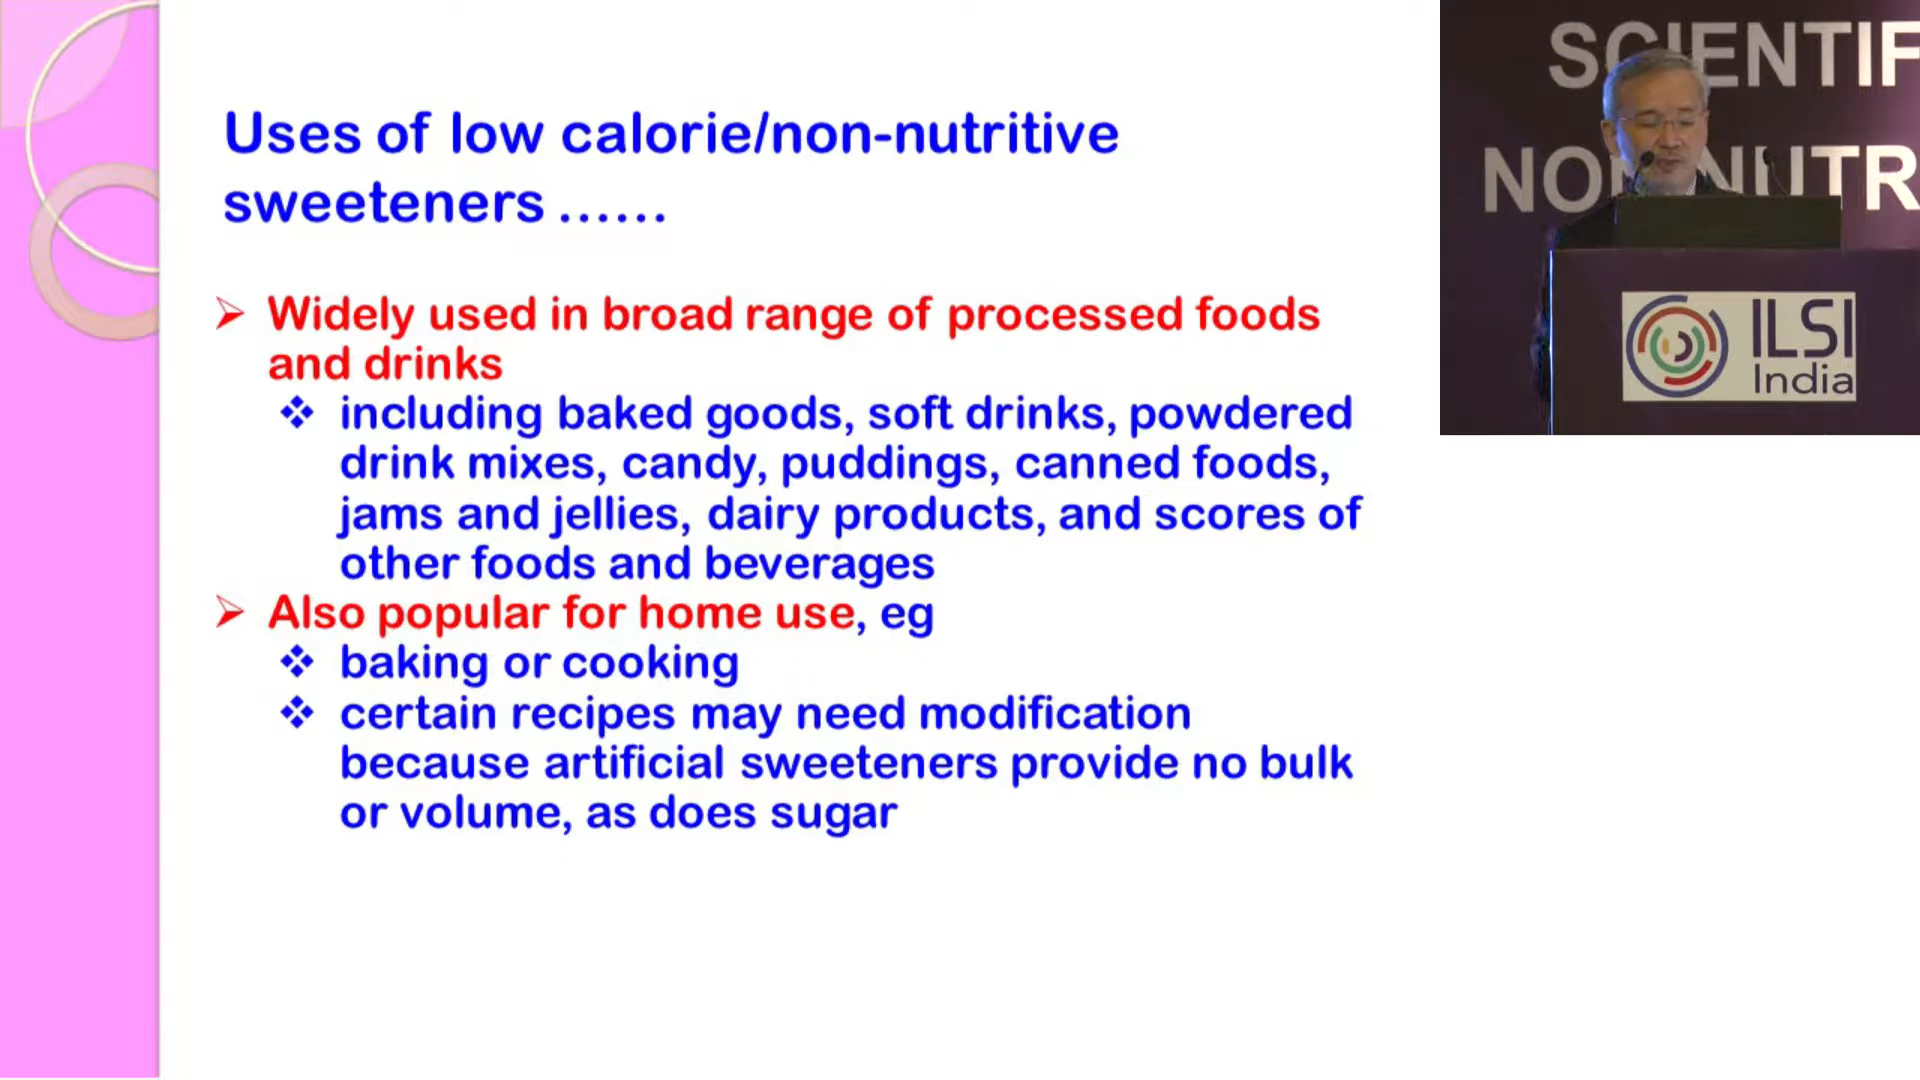 Uses of low calorie/non-nutritive
sweeteners ......
Widely used in broad range of processed foods
and drinks
including baked goods, soft drinks, powdered
drink mixes, candy, puddings, canned foods,
jams and jellies, dairy products, and scores of
other foods and beverages
Also popular for home use, eg
baking or cooking
certain recipes may need modification
because artificial sweeteners provide no bulk
or volume, as does sugar
SCIENTIF
NON NUTR
ILSI
India